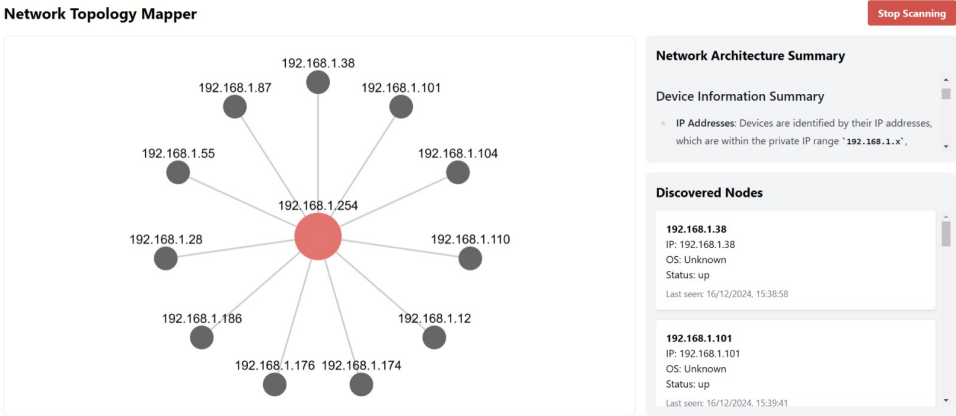 Network Topology Mapper
Stop Scanning
192.168.1.38
192.168.1.87
192.168.1.101
192.168.1.55
192.168.1.104
192.168.1.254
192.168.1.28
192.168.1.110
192.168.1.186
192.168.1.12
192.168.1.176
192.168.1.174
Network Architecture Summary
Device Information Summary
IP Addresses: Devices are identified by their IP addresses,
which are within the private IP range `192.168.1.x`,
Discovered Nodes
192.168.1.38
IP: 192.168.1.38
OS: Unknown
Status: up
Last seen: 16/12/2024, 15:38:58
192.168.1.101
IP: 192.168.1.101
OS: Unknown
Status: up
Last seen: 16/12/2024, 15:39:41